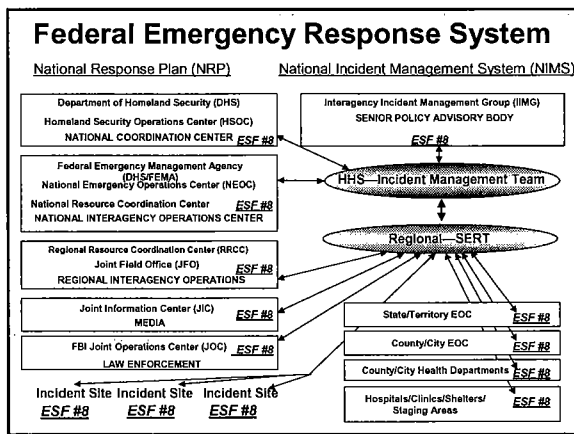 Federal Emergency Response System
National Response Plan (NRP)
National Incident Management System (NIMS)
Department of Homeland Security (DHS)
Homeland Security Operations Center (HSOC)
NATIONAL COORDINATION CENTER ESF #8
Interagency Incident Management Group (IIMG)
SENIOR POLICY ADVISORY BODY
ESF #8
Federal Emergency Management Agency
(DHS/FEMA)
National Emergency Operations Center (NEOC)
National Resource Coordination Center ESF #8
NATIONAL INTERAGENCY OPERATIONS CENTER
HHS—Incident Management Team
Regional—SERT
Regional Resource Coordination Center (RRCC)
Joint Field Office (JFO) ESF #8
REGIONAL INTERAGENCY OPERATIONS
Joint Information Center (JIC) ESF #8
MEDIA
FBI Joint Operations Center (JOC) ESF #8
LAW ENFORCEMENT
State/Territory EOC ESF #8
County/City EOC ESF #8
County/City Health Departments ESF #8
Hospitals/Clinics/Shelters/
Staging Areas ESF #8
Incident Site Incident Site Incident Site
ESF #8 ESF #8 ESF #8